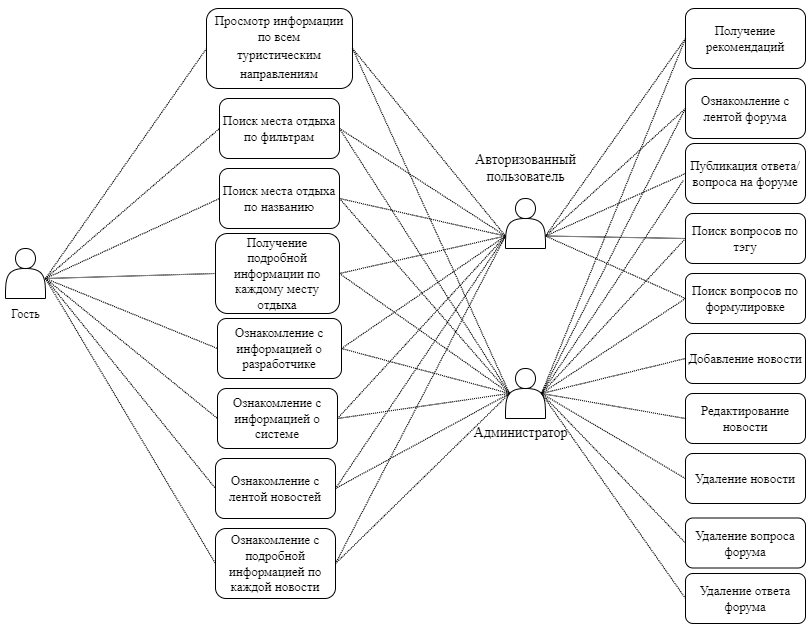 Просмотр информации
по всем
туристическим
направлениям
Поиск места отдыха
по фильтрам
Поиск места отдыха
по названию
Получение
подробной
информации по
каждому месту
отдыха
Ознакомление с
информацией о
разработчике
Ознакомление с
информацией о
системе
Ознакомление с
лентой новостей
Ознакомление с
подробной
информацией по
каждой новости
Гость
Авторизованный
пользователь
Администратор
Получение
рекомендаций
Ознакомление с
лентой форума
Публикация ответа/
вопроса на форуме
Поиск вопросов по
тэгу
Поиск вопросов по
формулировке
Добавление новости
Редактирование
новости
Удаление новости
Удаление вопроса
форума
Удаление ответа
форума